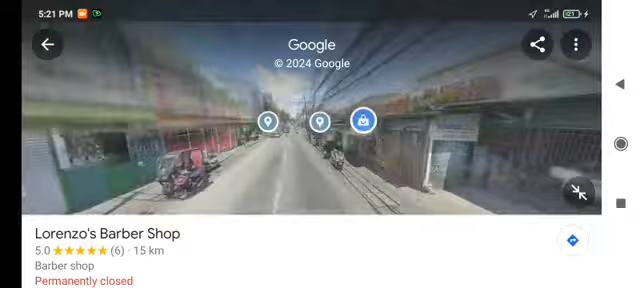 5:21 PM
Google
© 2024 Google
Lorenzo's Barber Shop
5.0 ★★★★★ (6) · 15 km
Barber shop
Permanently closed